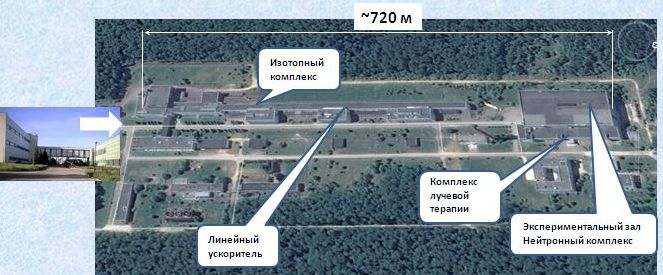 ~720 м
Изотопный
комплекс
Комплекс
лучевой
терапии
Линейный
ускоритель
Экспериментальный зал
Нейтронный комплекс